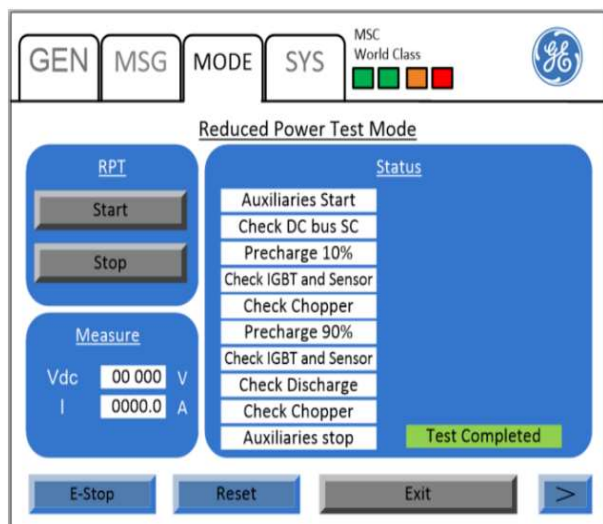 GEN MSG MODE SYS
MSC
World Class
GE
Reduced Power Test Mode
RPT
Start
Stop
Measure
Vdc 00 000 V
I 0000.0 A
Status
Auxiliaries Start
Check DC bus SC
Precharge 10%
Check IGBT and Sensor
Check Chopper
Precharge 90%
Check IGBT and Sensor
Check Discharge
Check Chopper
Auxiliaries stop
Test Completed
E-Stop Reset Exit >